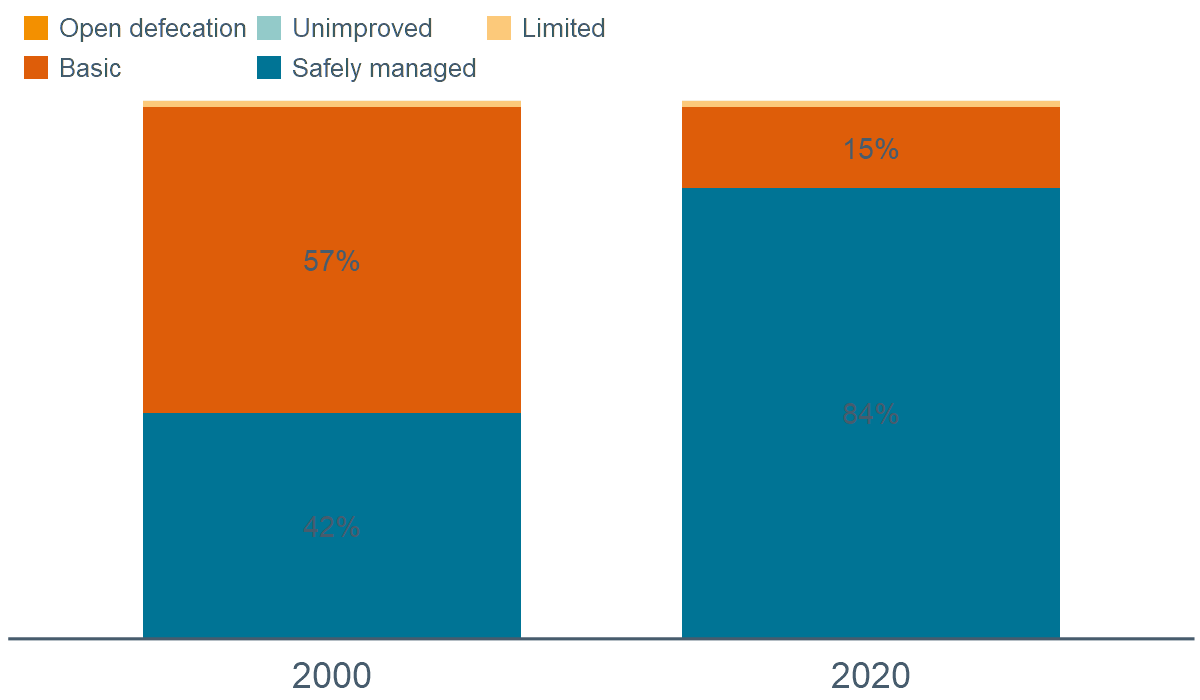 Open defecation Unimproved Limited
Basic Safely managed
15%
57%
84%
42%
2000 2020